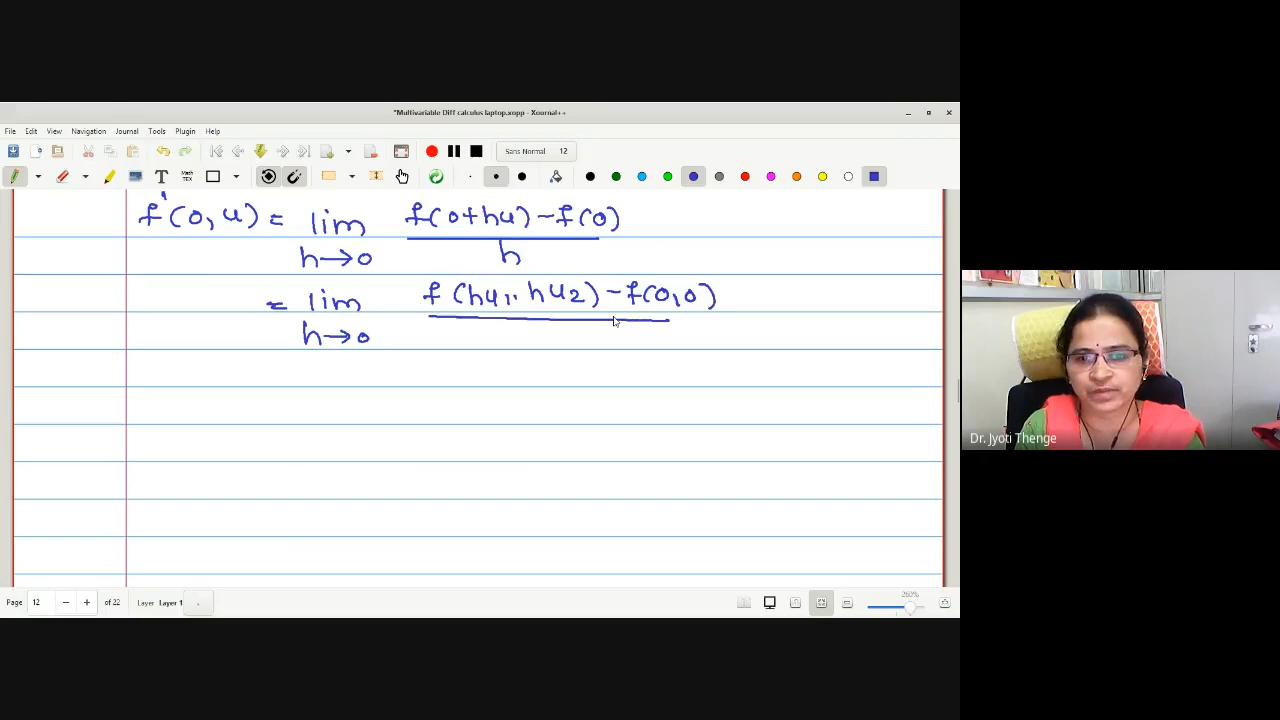 *Multivariable Diff calculus laptop.xopp - Xournal++
File Edit View Navigation Journal Tools Plugin Help
Sans Normal 12
f'(0,u) = lim h→0 f(0+hu)-f(0) / h
= lim h→0 f(hu₁, hu₂)-f(0,0)
Dr. Jyoti Thenge
Page 12 of 22 Layer Layer 1
260%